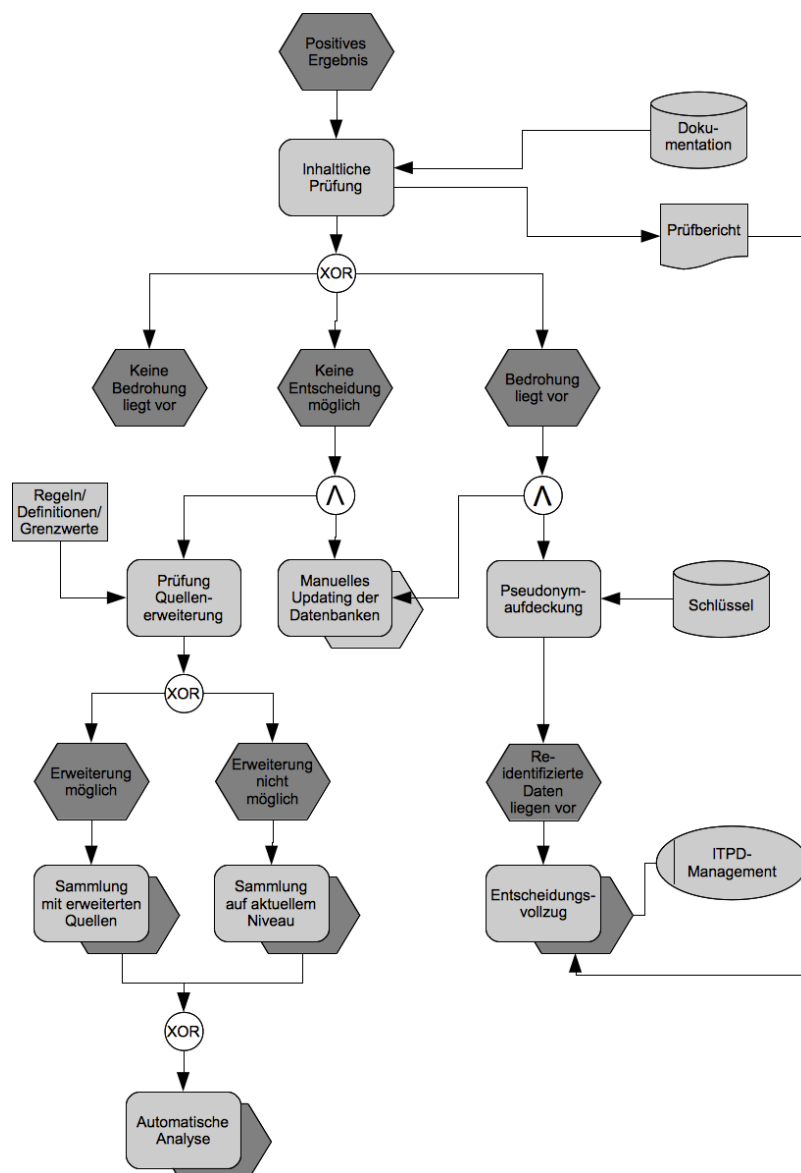 Positives
Ergebnis
Doku-
mentation
Inhaltliche
Prüfung
Prüfbericht
XOR
Keine
Bedrohung
liegt vor
Keine
Entscheidung
möglich
Bedrohung
liegt vor
Λ
Λ
Regeln/
Definitionen/
Grenzwerte
Prüfung
Quellen-
erweiterung
Manuelles
Updating der
Datenbanken
Pseudonym-
aufdeckung
Schlüssel
XOR
Erweiterung
möglich
Erweiterung
nicht
möglich
Re-
identifizierte
Daten
liegen vor
ITPD-
Management
Sammlung
mit erweiterten
Quellen
Sammlung
auf aktuellem
Niveau
Entscheidungs-
vollzug
XOR
Automatische
Analyse